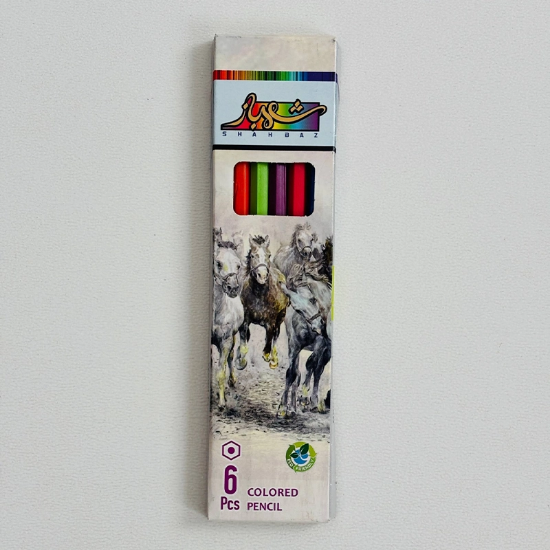 شهباز
SHAHBAZ
6
Pcs
COLORED
PENCIL